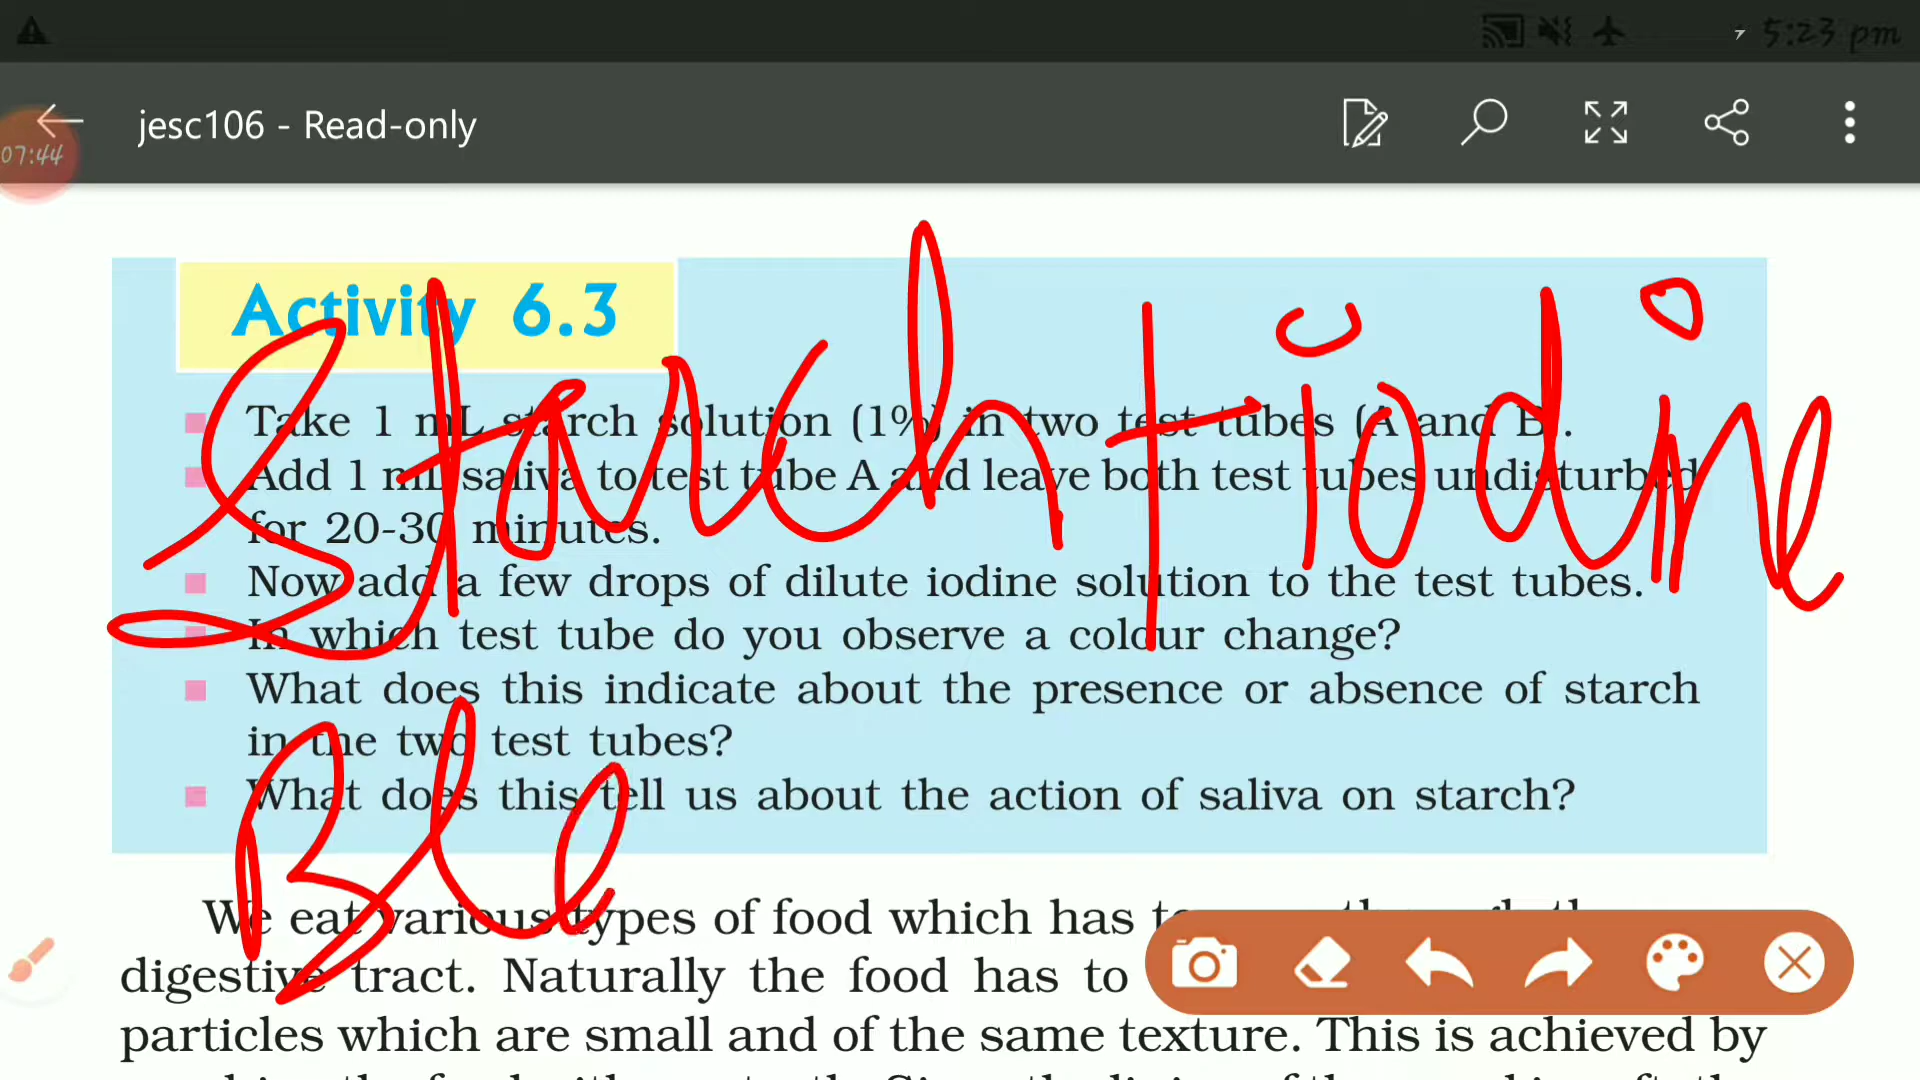 5:23 pm
jesc106 - Read-only
07:44
Activity 6.3
Starch + iodine
Take 1 mL starch solution (1%) in two test tubes (A and B).
Add 1 mL saliva to test tube A and leave both test tubes undisturbed
for 20-30 minutes.
Now add a few drops of dilute iodine solution to the test tubes.
In which test tube do you observe a colour change?
What does this indicate about the presence or absence of starch
in the two test tubes?
What does this tell us about the action of saliva on starch?
Ble
We eat various types of food which has
digestive tract. Naturally the food has to
particles which are small and of the same texture. This is achieved by